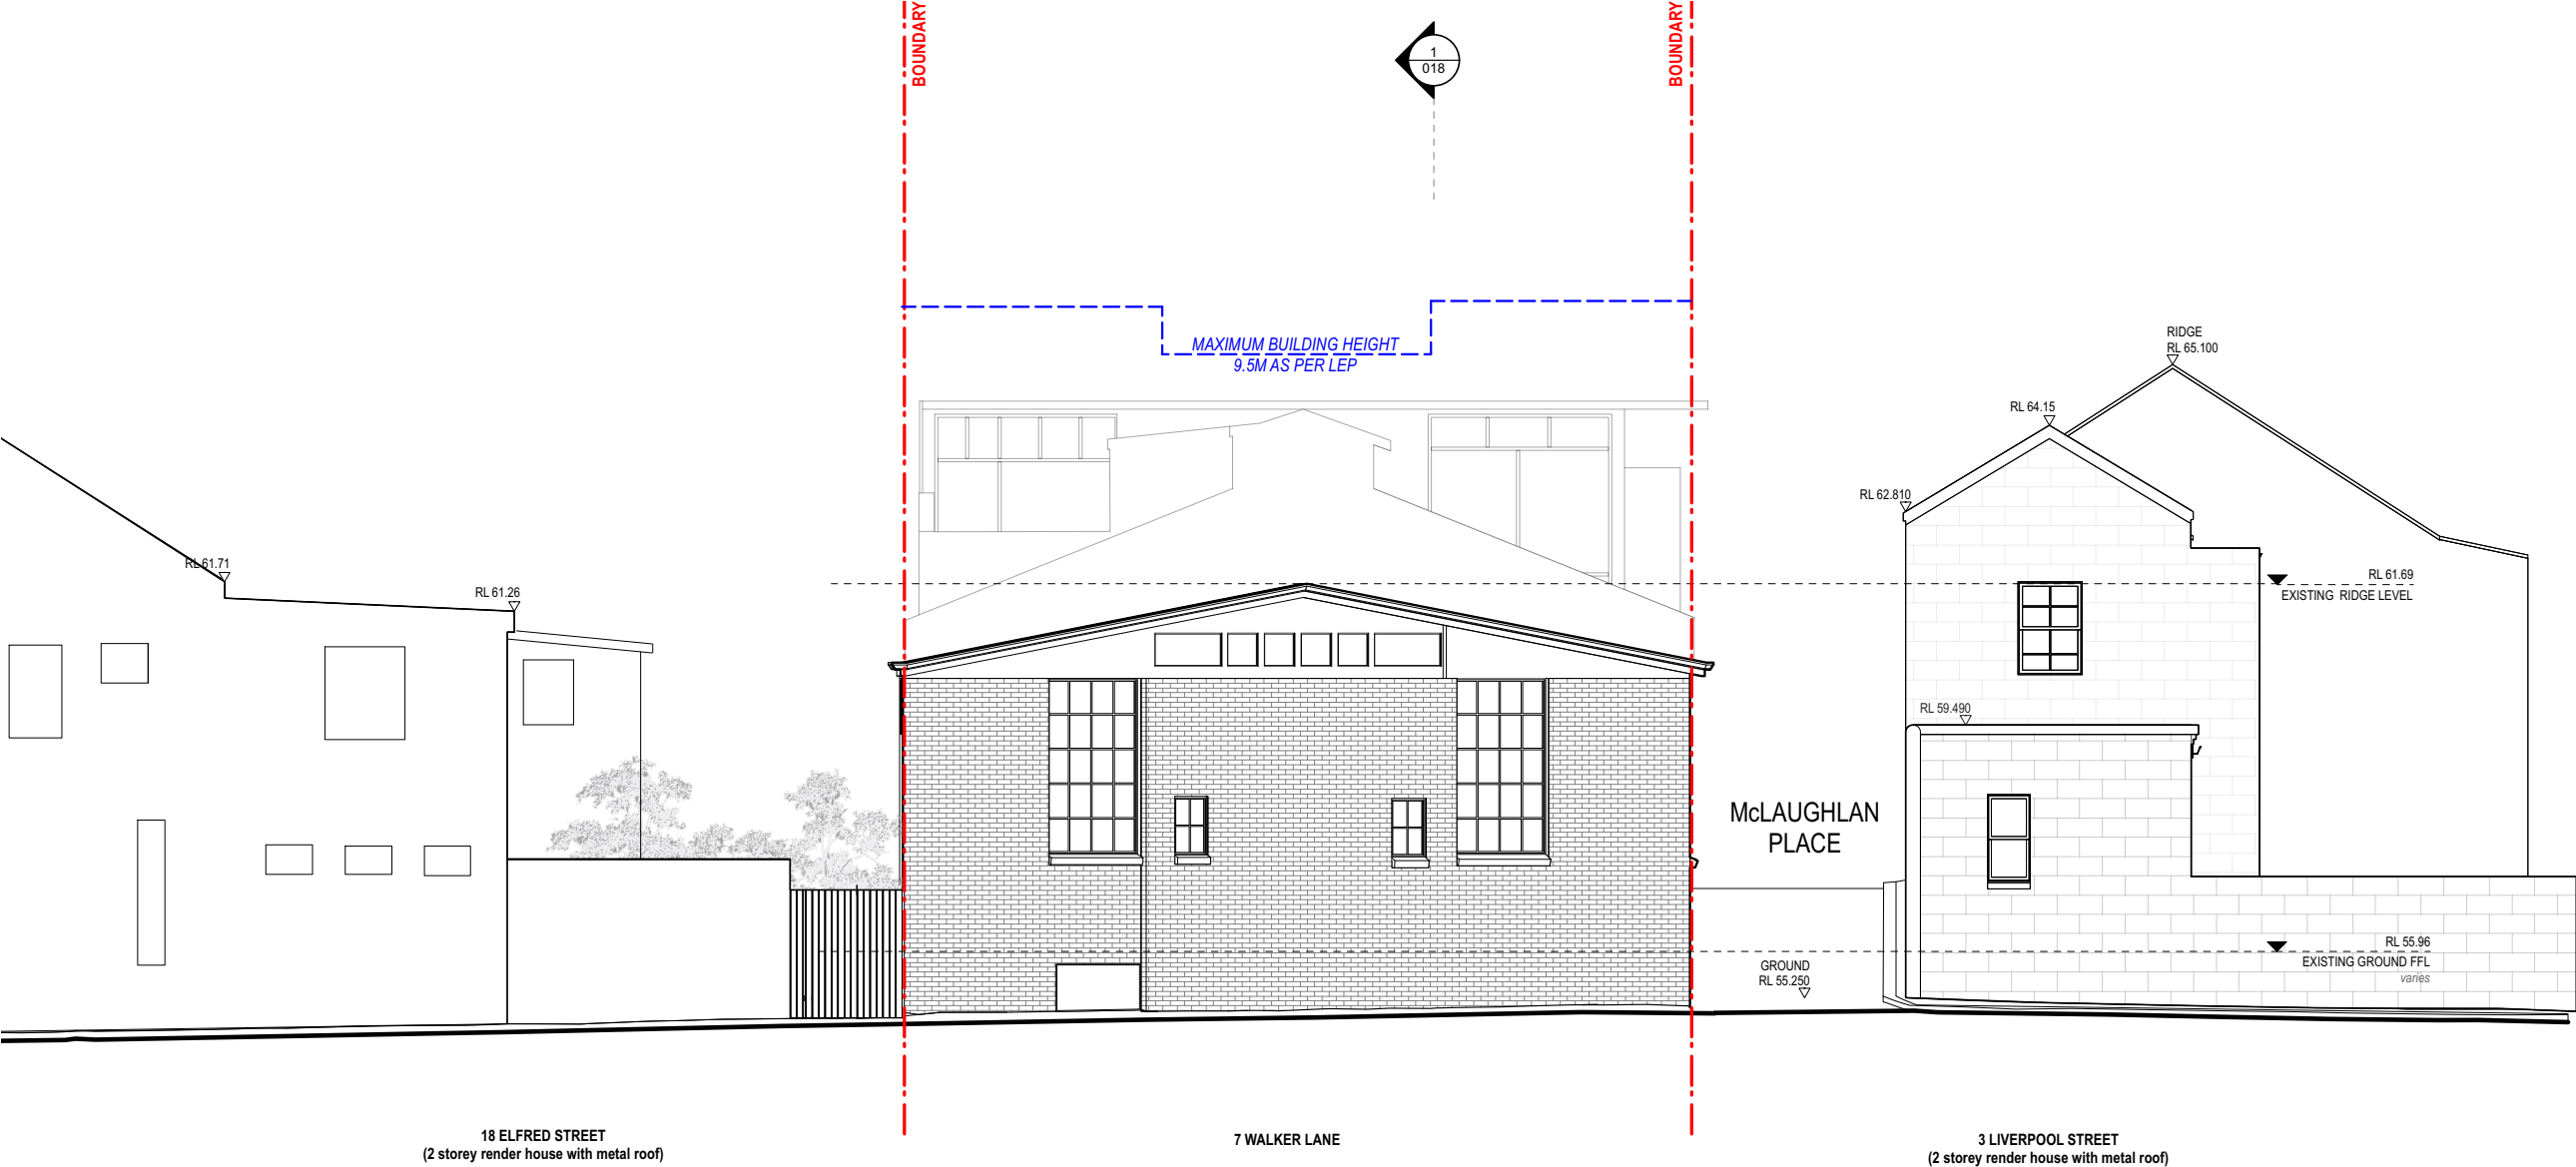 BOUNDARY
BOUNDARY
1
018
MAXIMUM BUILDING HEIGHT
9.5M AS PER LEP
RIDGE
RL 65.100
RL 64.15
RL 62.810
RL 61.71
RL 61.26
RL 61.69
EXISTING RIDGE LEVEL
RL 59.490
McLAUGHLAN
PLACE
RL 55.96
EXISTING GROUND FFL
varies
GROUND
RL 55.250
18 ELFRED STREET
(2 storey render house with metal roof)
7 WALKER LANE
3 LIVERPOOL STREET
(2 storey render house with metal roof)